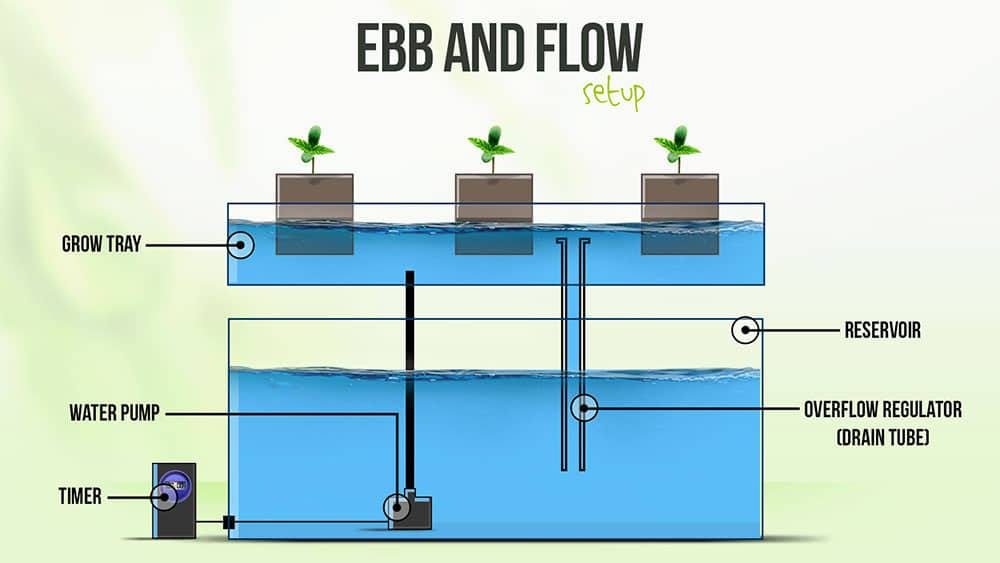 EBB AND FLOW
setup
GROW TRAY
RESERVOIR
WATER PUMP
OVERFLOW REGULATOR
(DRAIN TUBE)
TIMER